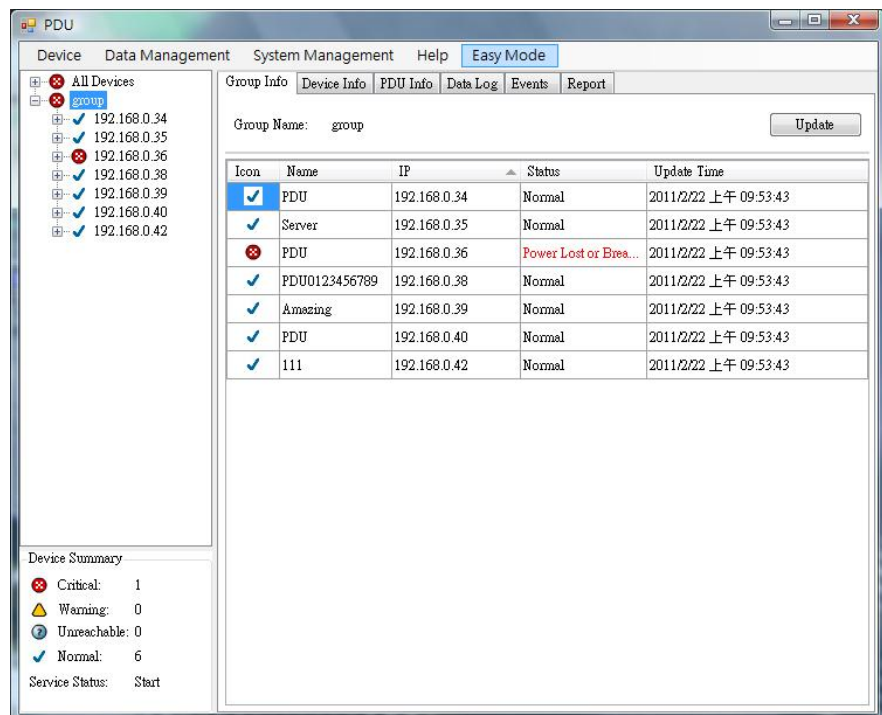 PDU
Device Data Management System Management Help Easy Mode
All Devices
group
192.168.0.34
192.168.0.35
192.168.0.36
192.168.0.38
192.168.0.39
192.168.0.40
192.168.0.42
Group Info Device Info PDU Info Data Log Events Report
Group Name: group Update
Icon Name IP Status Update Time
PDU 192.168.0.34 Normal 2011/2/22 上午 09:53:43
Server 192.168.0.35 Normal 2011/2/22 上午 09:53:43
PDU 192.168.0.36 Power Lost or Brea... 2011/2/22 上午 09:53:43
PDU0123456789 192.168.0.38 Normal 2011/2/22 上午 09:53:43
Amazing 192.168.0.39 Normal 2011/2/22 上午 09:53:43
PDU 192.168.0.40 Normal 2011/2/22 上午 09:53:43
111 192.168.0.42 Normal 2011/2/22 上午 09:53:43
Device Summary
Critical: 1
Warning: 0
Unreachable: 0
Normal: 6
Service Status: Start